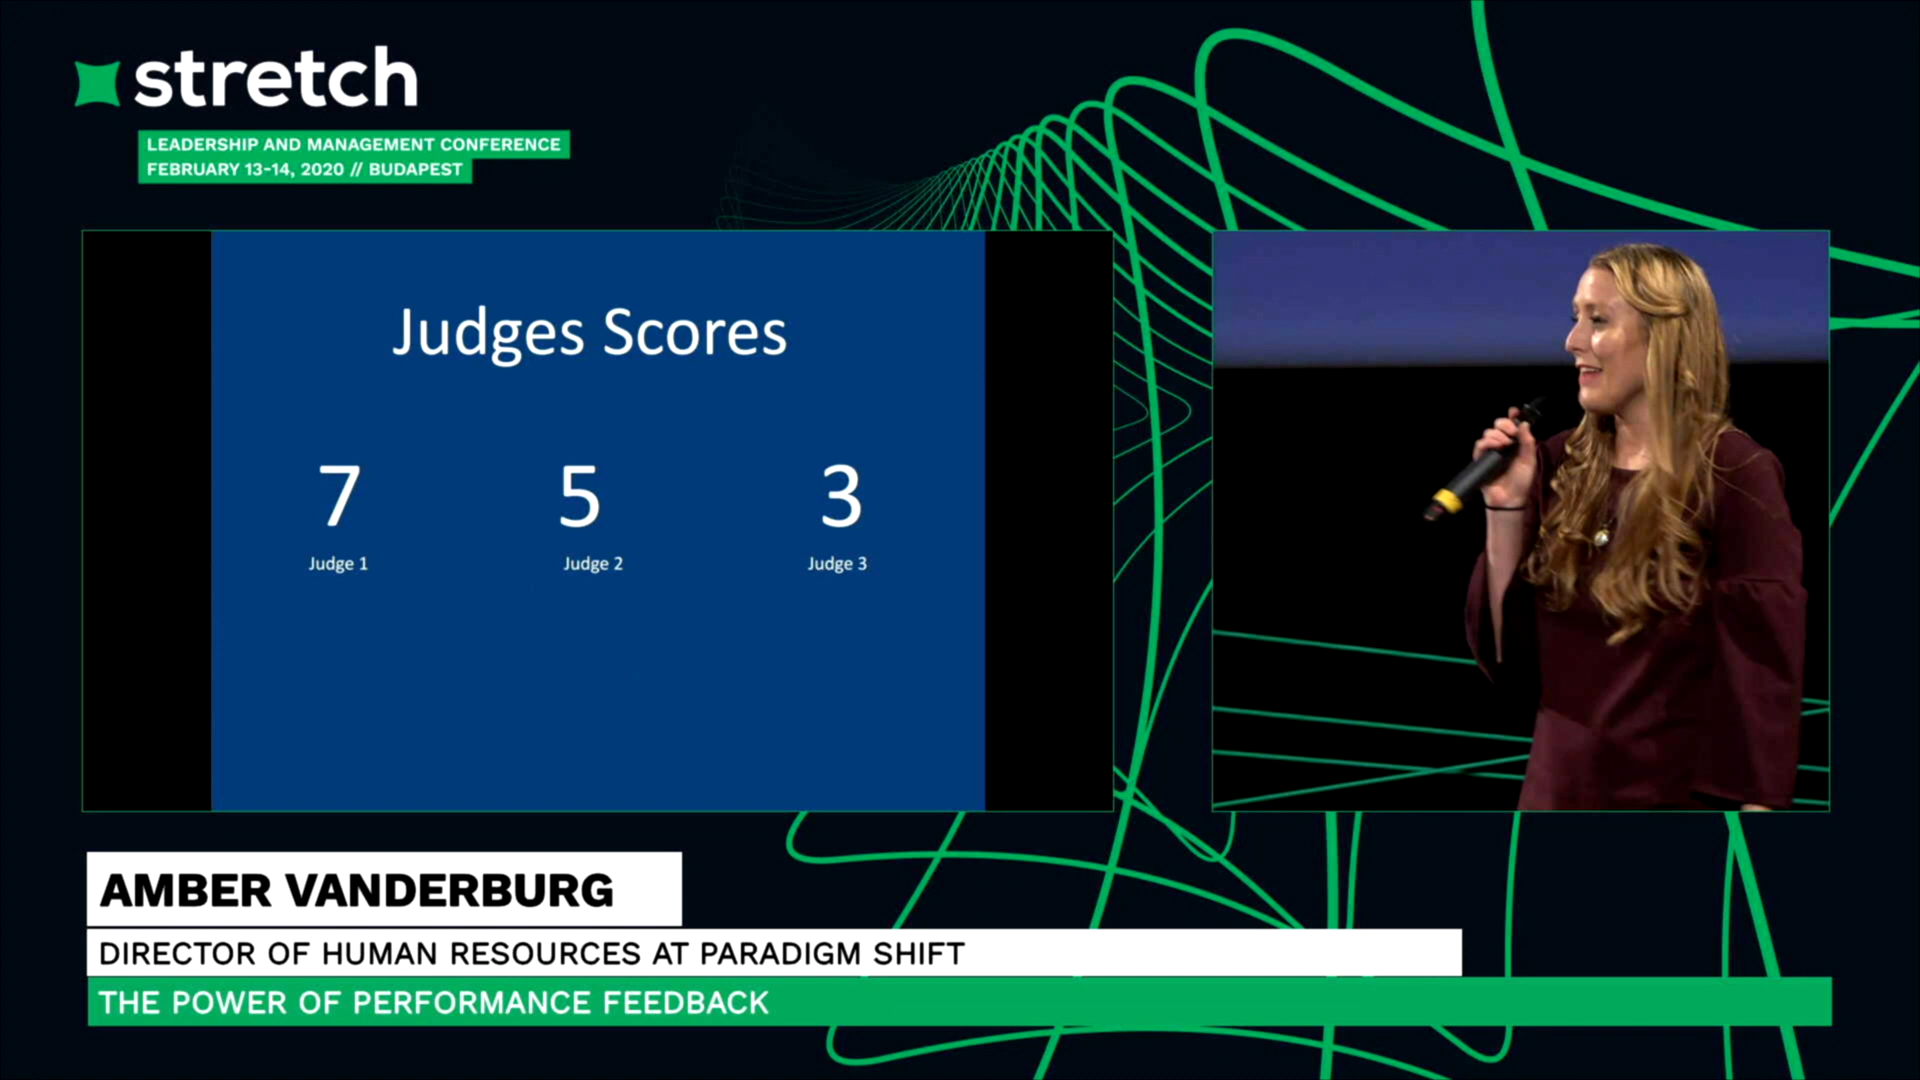 stretch
LEADERSHIP AND MANAGEMENT CONFERENCE
FEBRUARY 13-14, 2020 // BUDAPEST
Judges Scores
7 5 3
Judge 1 Judge 2 Judge 3
AMBER VANDERBURG
DIRECTOR OF HUMAN RESOURCES AT PARADIGM SHIFT
THE POWER OF PERFORMANCE FEEDBACK